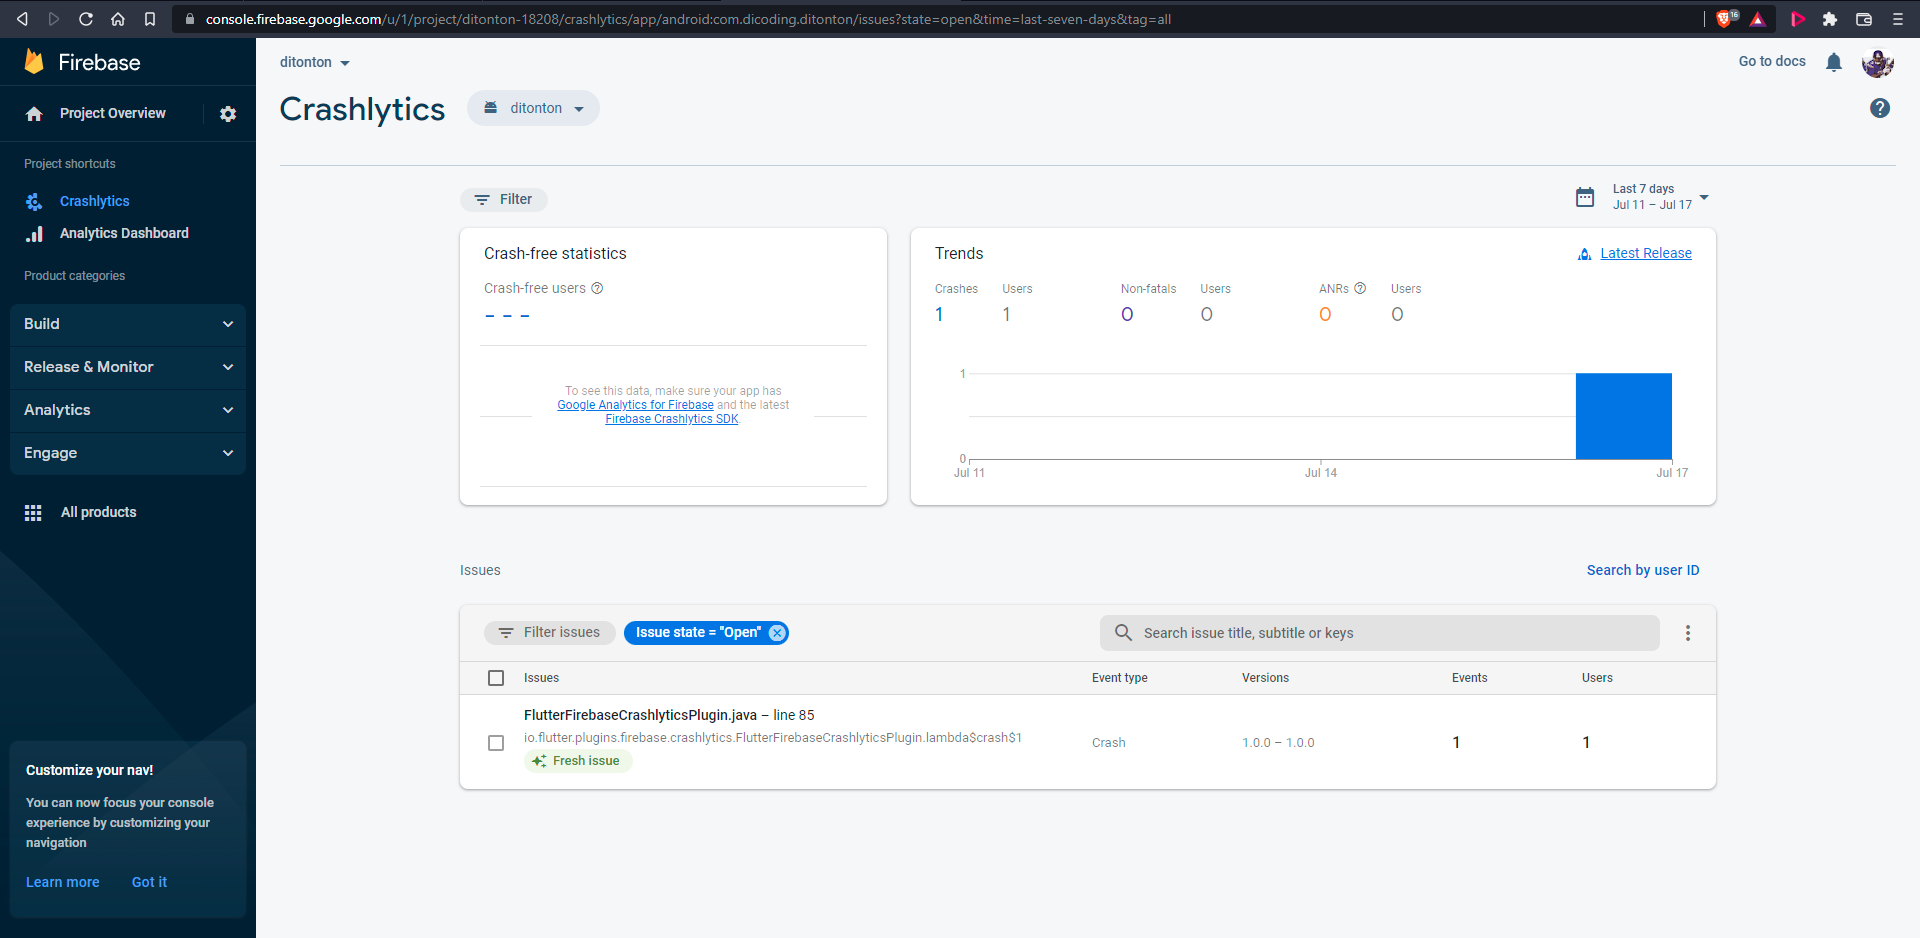 console.firebase.google.com/u/1/project/ditonton-18208/crashlytics/app/android:com.dicoding.ditonton/issues?state=open&time=last-seven-days&tag=all
16
Firebase
Project Overview
Project shortcuts
Crashlytics
Analytics Dashboard
Product categories
Build
Release & Monitor
Analytics
Engage
All products
Customize your nav!
You can now focus your console
experience by customizing your
navigation
Learn more Got it
ditonton
Go to docs
Crashlytics
ditonton
Filter
Last 7 days
Jul 11 – Jul 17
Crash-free statistics
Crash-free users
– – –
To see this data, make sure your app has
Google Analytics for Firebase and the latest
Firebase Crashlytics SDK.
Trends
Latest Release
Crashes Users Non-fatals Users ANRs Users
1 1 0 0 0 0
1
0
Jul 11 Jul 14 Jul 17
Issues
Search by user ID
Filter issues
Issue state = "Open"
Search issue title, subtitle or keys
Issues Event type Versions Events Users
FlutterFirebaseCrashlyticsPlugin.java – line 85
io.flutter.plugins.firebase.crashlytics.FlutterFirebaseCrashlyticsPlugin.lambda$crash$1
Fresh issue
Crash 1.0.0 – 1.0.0 1 1